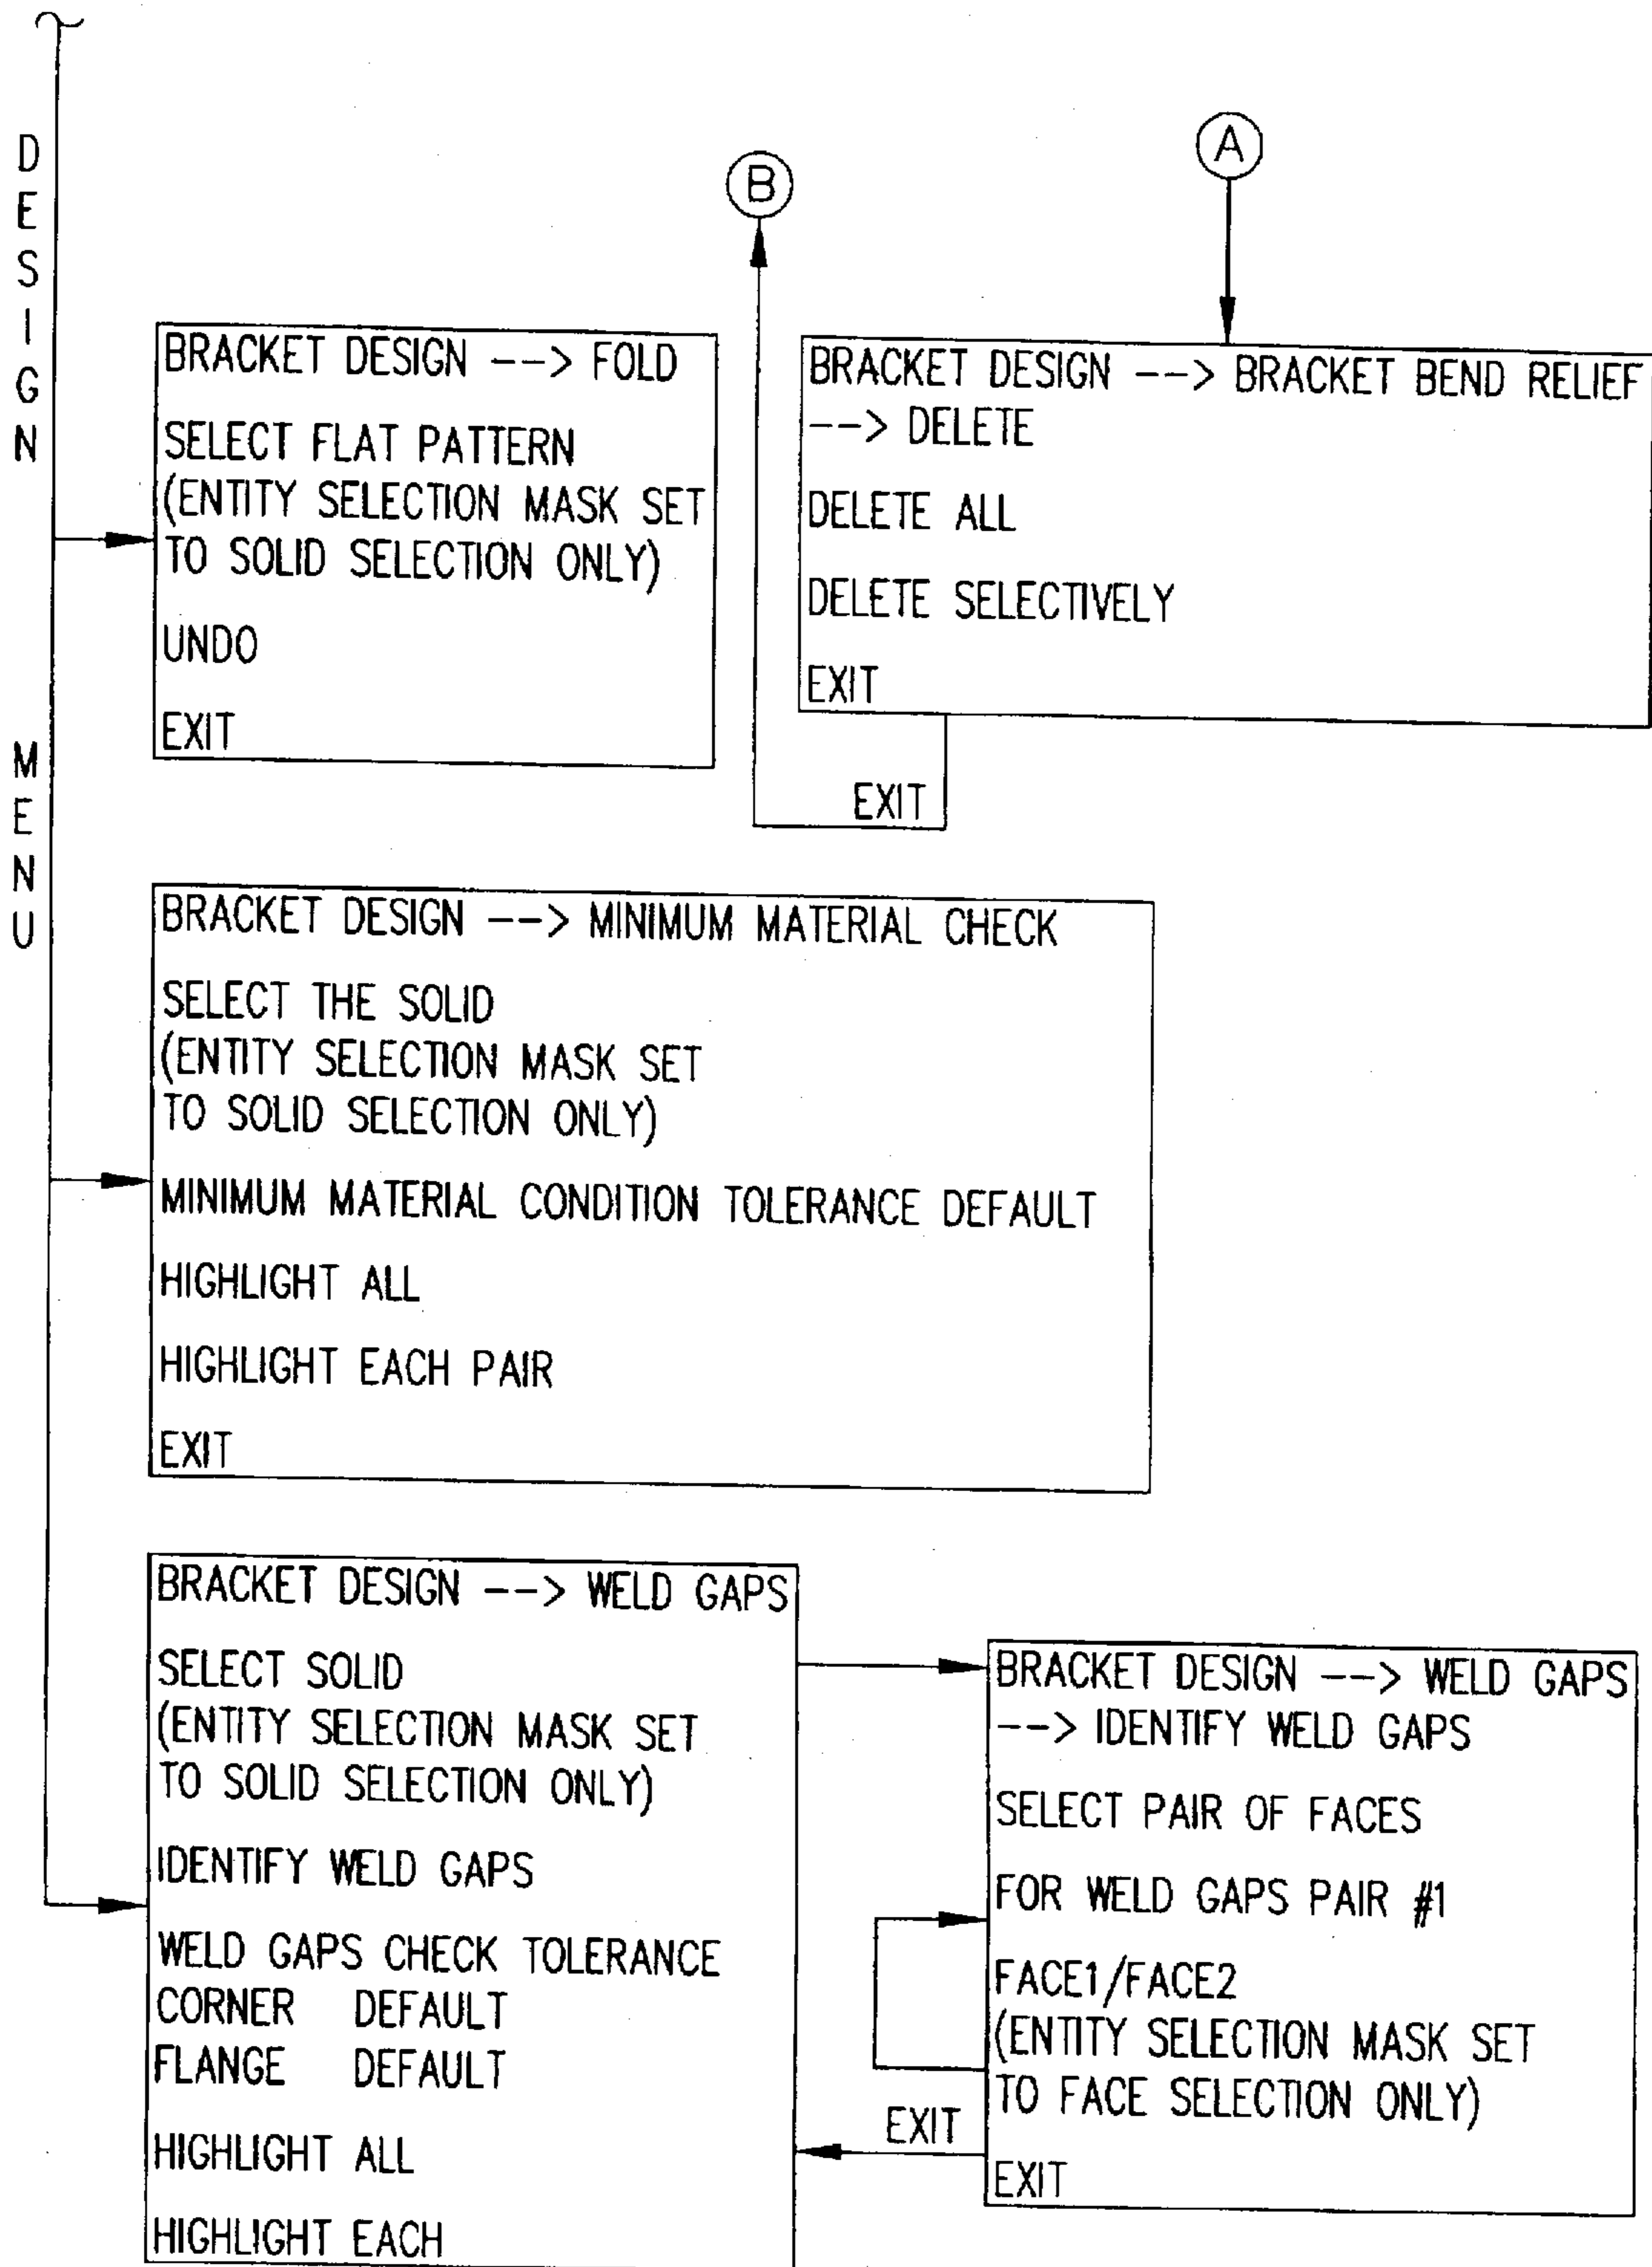 DESIGN MENU
B
A
BRACKET DESIGN --> FOLD
SELECT FLAT PATTERN
(ENTITY SELECTION MASK SET
TO SOLID SELECTION ONLY)
UNDO
EXIT
BRACKET DESIGN --> BRACKET BEND RELIEF
--> DELETE
DELETE ALL
DELETE SELECTIVELY
EXIT
EXIT
BRACKET DESIGN --> MINIMUM MATERIAL CHECK
SELECT THE SOLID
(ENTITY SELECTION MASK SET
TO SOLID SELECTION ONLY)
MINIMUM MATERIAL CONDITION TOLERANCE DEFAULT
HIGHLIGHT ALL
HIGHLIGHT EACH PAIR
EXIT
BRACKET DESIGN --> WELD GAPS
SELECT SOLID
(ENTITY SELECTION MASK SET
TO SOLID SELECTION ONLY)
IDENTIFY WELD GAPS
WELD GAPS CHECK TOLERANCE
CORNER DEFAULT
FLANGE DEFAULT
HIGHLIGHT ALL
HIGHLIGHT EACH
BRACKET DESIGN --> WELD GAPS
--> IDENTIFY WELD GAPS
SELECT PAIR OF FACES
FOR WELD GAPS PAIR #1
FACE1/FACE2
(ENTITY SELECTION MASK SET
TO FACE SELECTION ONLY)
EXIT
EXIT